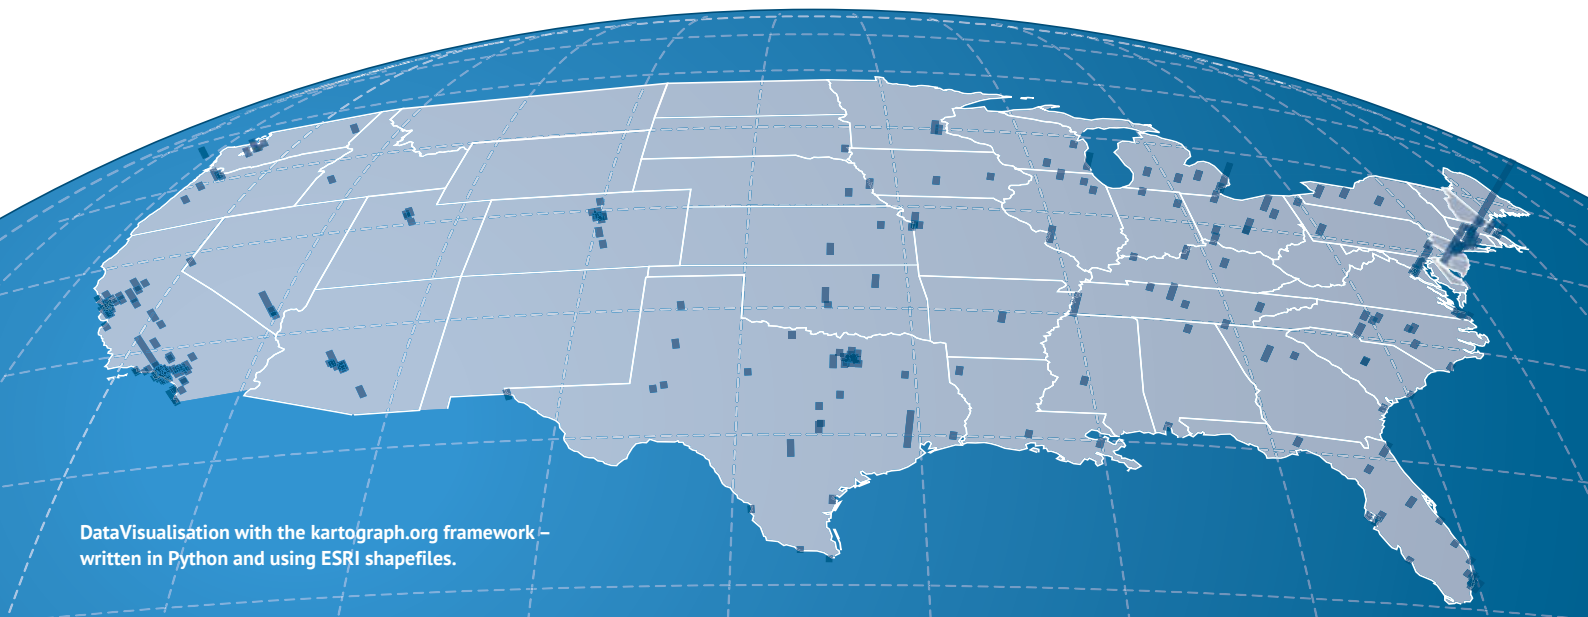 DataVisualisation with the kartograph.org framework –
written in Python and using ESRI shapefiles.